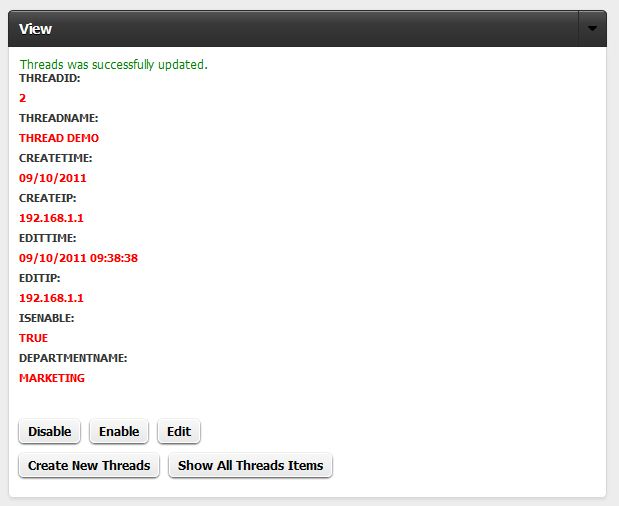 View
Threads was successfully updated.
THREADID:
2
THREADNAME:
THREAD DEMO
CREATETIME:
09/10/2011
CREATEIP:
192.168.1.1
EDITTIME:
09/10/2011 09:38:38
EDITIP:
192.168.1.1
ISENABLE:
TRUE
DEPARTMENTNAME:
MARKETING
Disable Enable Edit
Create New Threads Show All Threads Items